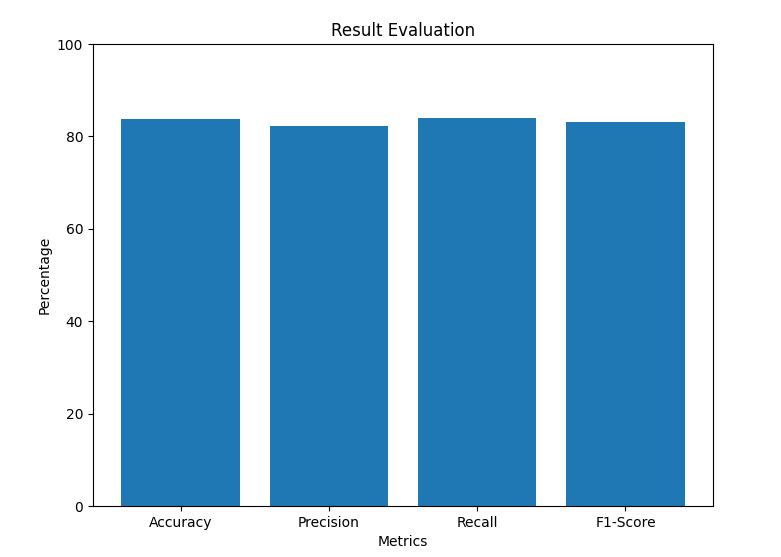 Result Evaluation
100
80
60
40
20
0
Percentage
Accuracy Precision Recall F1-Score
Metrics